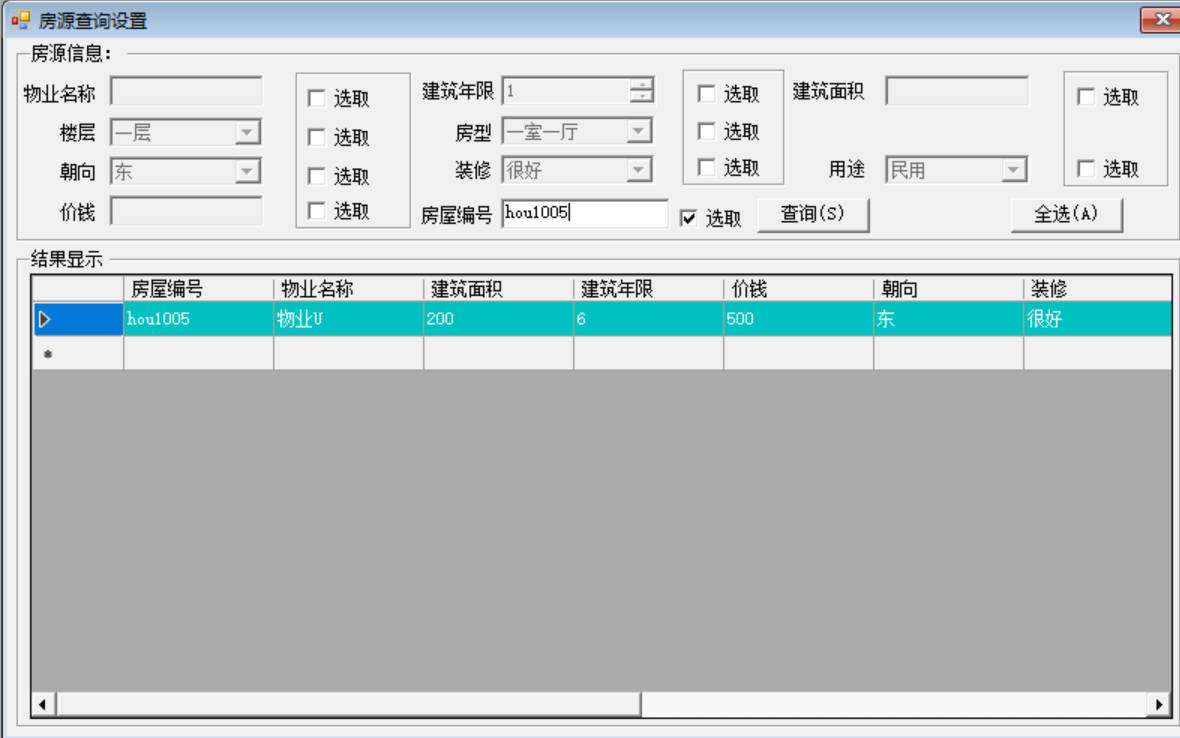 房源查询设置
房源信息:
物业名称 选取 建筑年限 1 选取 建筑面积 选取
楼层 一层 选取 房型 一室一厅 选取
朝向 东 选取 装修 很好 选取 用途 民用 选取
价钱 选取 房屋编号 hou1005 选取 查询(S) 全选(A)
结果显示
房屋编号 物业名称 建筑面积 建筑年限 价钱 朝向 装修
hou1005 物业U 200 6 500 东 很好